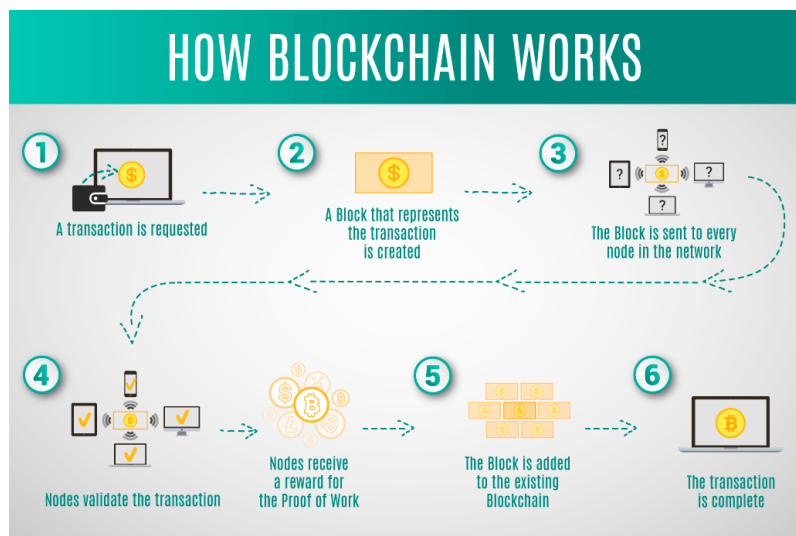 HOW BLOCKCHAIN WORKS
1
A transaction is requested
2
A Block that represents
the transaction
is created
3
? ? ? ?
The Block is sent to every
node in the network
4
Nodes validate the transaction
Nodes receive
a reward for
the Proof of Work
5
The Block is added
to the existing
Blockchain
6
The transaction
is complete